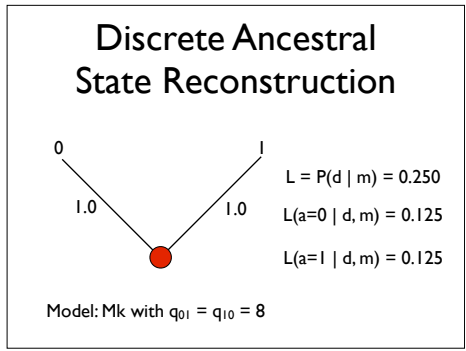 Discrete Ancestral
State Reconstruction
0
1
L = P(d | m) = 0.250
1.0
1.0
L(a=0 | d, m) = 0.125
L(a=1 | d, m) = 0.125
Model: Mk with q₀₁ = q₁₀ = 8